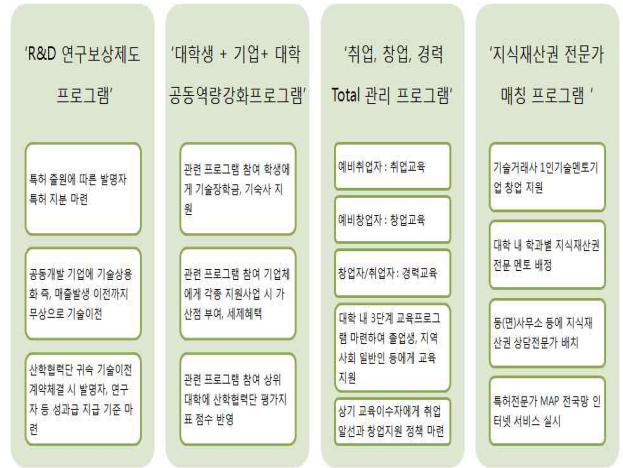 ‘R&D 연구보상제도
프로그램’
특허 출원에 따른 발명자
특허 지분 마련
공동개발 기업에 기술상용
화 즉, 매출발생 이전까지
무상으로 기술이전
산학협력단 귀속 기술이전
계약체결 시 발명자, 연구
자 등 성과급 지급 기준 마
련
‘대학생 + 기업+ 대학
공동역량강화프로그램’
관련 프로그램 참여 학생에
게 기술장학금, 기숙사 지
원
관련 프로그램 참여 기업체
에게 각종 지원사업 시 가
산점 부여, 세제혜택
관련 프로그램 참여 상위
대학에 산학협력단 평가지
표 점수 반영
‘취업, 창업, 경력
Total 관리 프로그램‘
예비취업자 : 취업교육
예비창업자 : 창업교육
창업자/취업자 : 경력교육
대학 내 3단계 교육프로그
램 마련하여 졸업생, 지역
사회 일반인 등에게 교육
지원
상기 교육이수자에게 취업
알선과 창업지원 정책 마련
‘지식재산권 전문가
매칭 프로그램 ‘
기술거래사 1인기술멘토기
업 창업 지원
대학 내 학과별 지식재산권
전문 멘토 배정
동(면)사무소 등에 지식재
산권 상담전문가 배치
특허전문가 MAP 전국망 인
터넷 서비스 실시